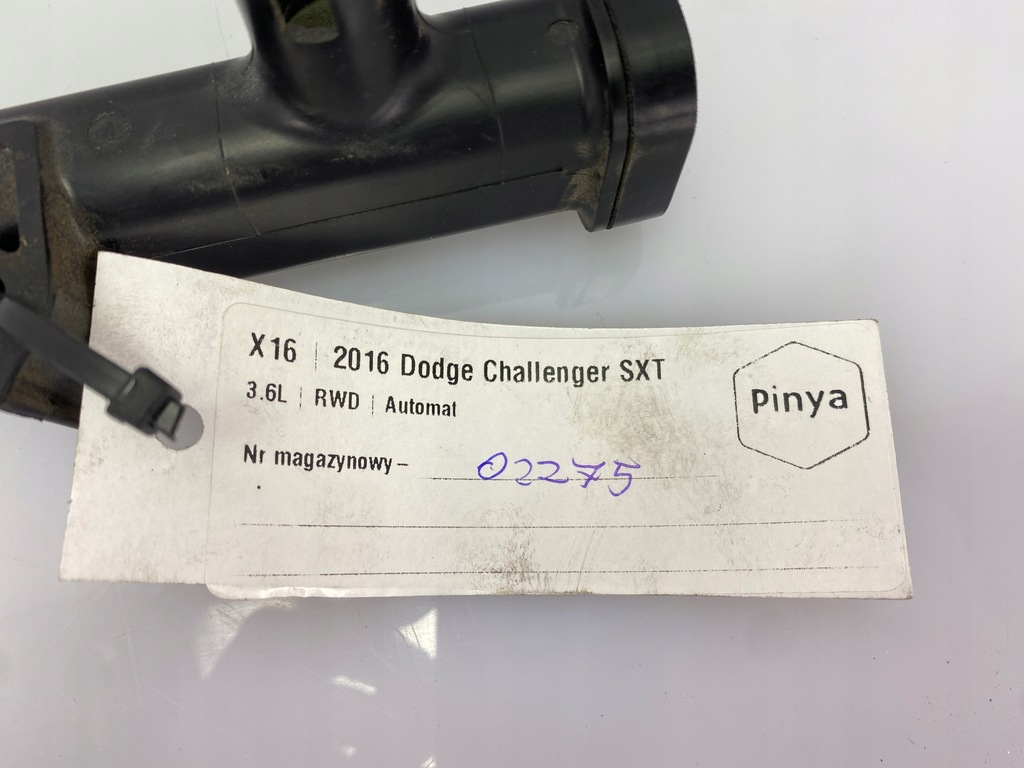 X16 | 2016 Dodge Challenger SXT
3.6L | RWD | Automat
Pinya
Nr magazynowy – 02275